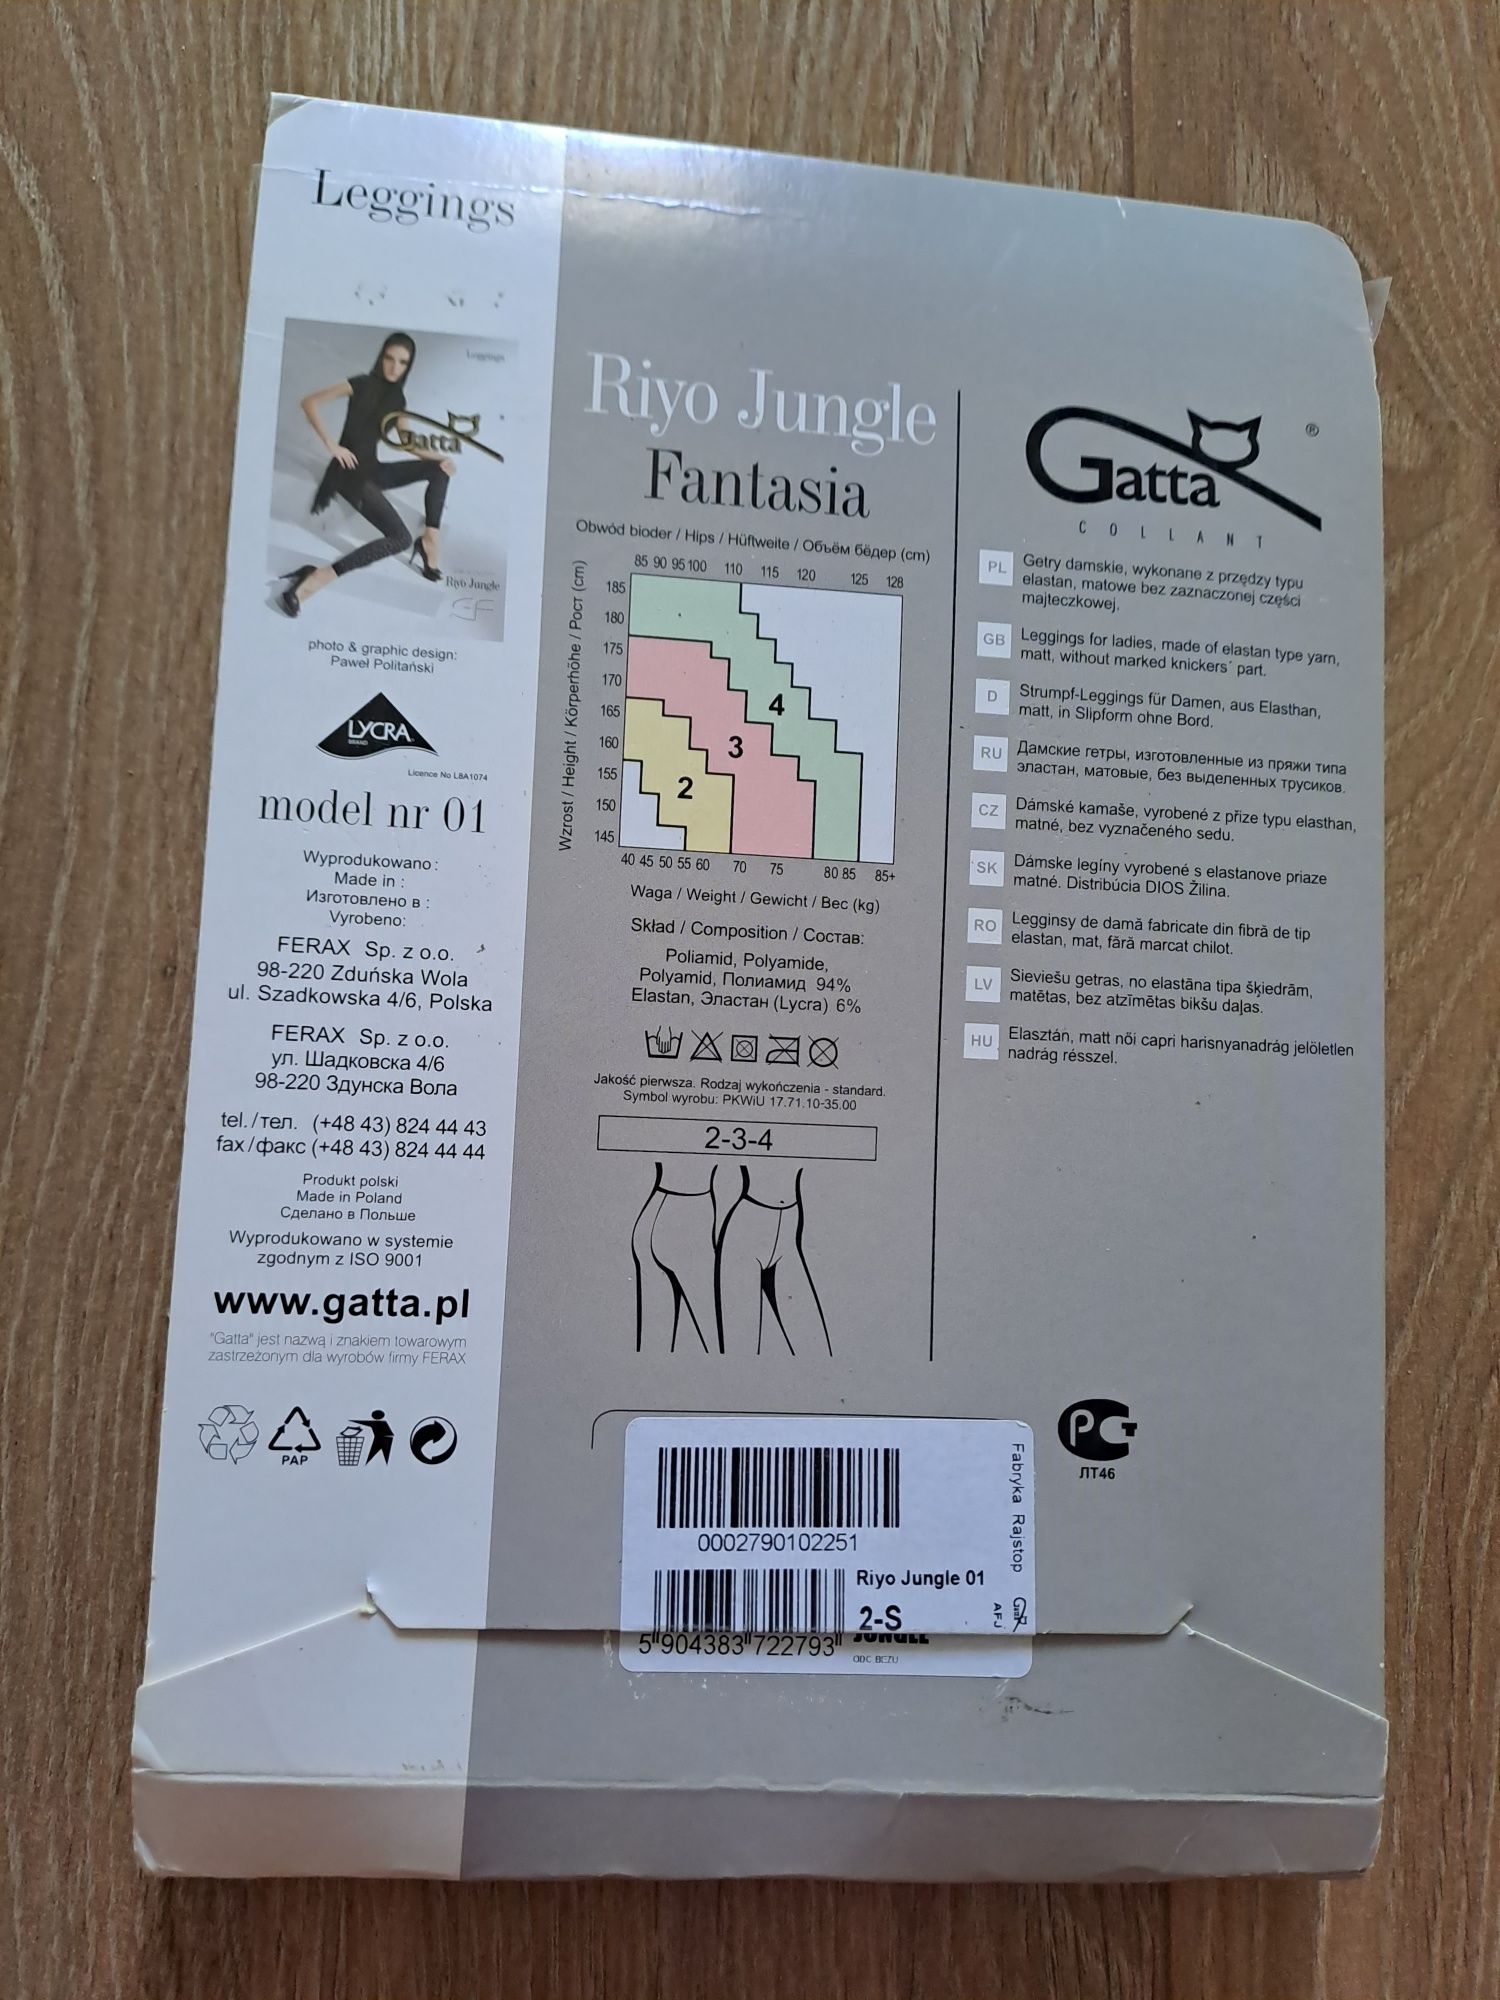 Leggings
Leggings
Gatta
Riyo Jungle
photo & graphic design:
Paweł Politański
LYCRA
BRAND
Licence No LBA1074
model nr 01
Wyprodukowano :
Made in :
Изготовлено в :
Vyrobeno:
FERAX Sp. z o.o.
98-220 Zduńska Wola
ul. Szadkowska 4/6, Polska
FERAX Sp. z o.o.
ул. Шадковска 4/6
98-220 Здунска Вола
tel./тел. (+48 43) 824 44 43
fax/факс (+48 43) 824 44 44
Produkt polski
Made in Poland
Сделано в Польше
Wyprodukowano w systemie
zgodnym z ISO 9001
www.gatta.pl
"Gatta" jest nazwą i znakiem towarowym
zastrzeżonym dla wyrobów firmy FERAX
PAP
Riyo Jungle
Fantasia
Obwód bioder / Hips / Hüftweite / Объём бёдер (cm)
85 90 95 100 110 115 120 125 128
Wzrost / Height / Körperhöhe / Рост (cm)
185
180
175
170
165
160
155
150
145
4
3
2
40 45 50 55 60 70 75 80 85 85+
Waga / Weight / Gewicht / Вес (kg)
Skład / Composition / Состав:
Poliamid, Polyamide,
Polyamid, Полиамид 94%
Elastan, Эластан (Lycra) 6%
Jakość pierwsza. Rodzaj wykończenia - standard.
Symbol wyrobu: PKWiU 17.71.10-35.00
2-3-4
Gatta ®
COLLANT
PL Getry damskie, wykonane z przędzy typu
elastan, matowe bez zaznaczonej części
majteczkowej.
GB Leggings for ladies, made of elastan type yarn,
matt, without marked knickers´ part.
D Strumpf-Leggings für Damen, aus Elasthan,
matt, in Slipform ohne Bord.
RU Дамские гетры, изготовленные из пряжи типа
эластан, матовые, без выделенных трусиков.
CZ Dámské kamaše, vyrobené z příze typu elasthan,
matné, bez vyznačeného sedu.
SK Dámske legíny vyrobené s elastanove priaze
matné. Distribúcia DIOS Žilina.
RO Legginsy de damă fabricate din fibră de tip
elastan, mat, fără marcat chilot.
LV Sieviešu getras, no elastāna tipa šķiedrām,
matētas, bez atzīmētas bikšu daļas.
HU Elasztán, matt női capri harisnyanadrág jelöletlen
nadrág résszel.
РСТ
ЛТ46
0002790102251
Riyo Jungle 01
2-S
5 904383 722793
JUNGLE
ODC BEZU
Fabryka Rajstop
Gatta
AFJ